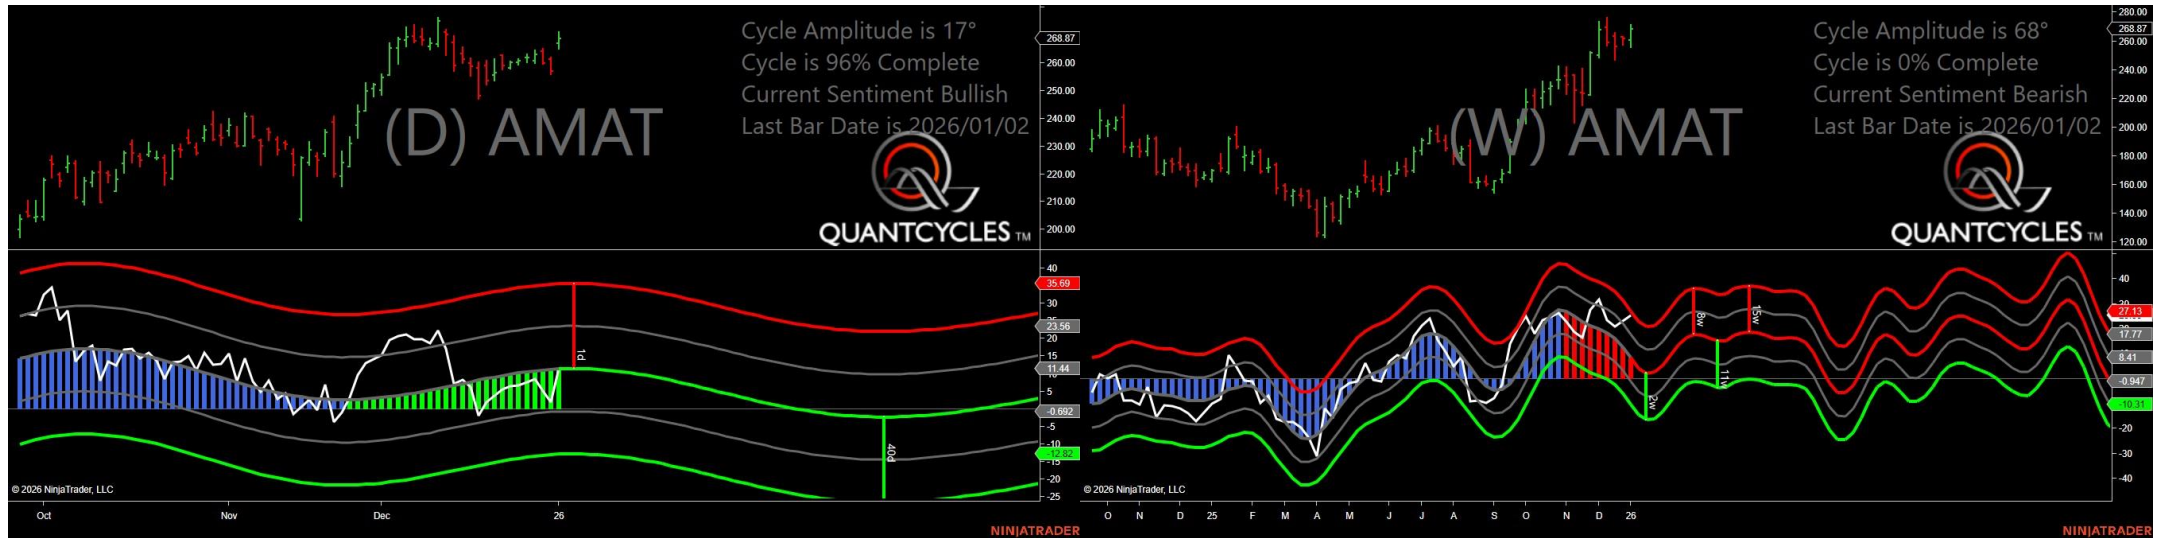 Cycle Amplitude is 17°
Cycle is 96% Complete
Current Sentiment Bullish
Last Bar Date is 2026/01/02
(D) AMAT
QUANTCYCLES TM
268.87
260.00
250.00
240.00
230.00
220.00
210.00
200.00
40
35.69
30
23.56
20
15
11.44
5
-0.692
-5
-10
-12.82
-15
-20
-25
1d
40d
© 2026 NinjaTrader, LLC
Oct Nov Dec 26
NINJATRADER
Cycle Amplitude is 68°
Cycle is 0% Complete
Current Sentiment Bearish
Last Bar Date is 2026/01/02
(W) AMAT
QUANTCYCLES TM
280.00
268.87
260.00
240.00
220.00
200.00
180.00
160.00
140.00
120.00
40
27.13
17.77
8.41
-0.947
-10.31
-20
-30
-40
2w
8w
11w
15w
© 2026 NinjaTrader, LLC
O N D 25 F M A M J J A S O N D 26
NINJATRADER